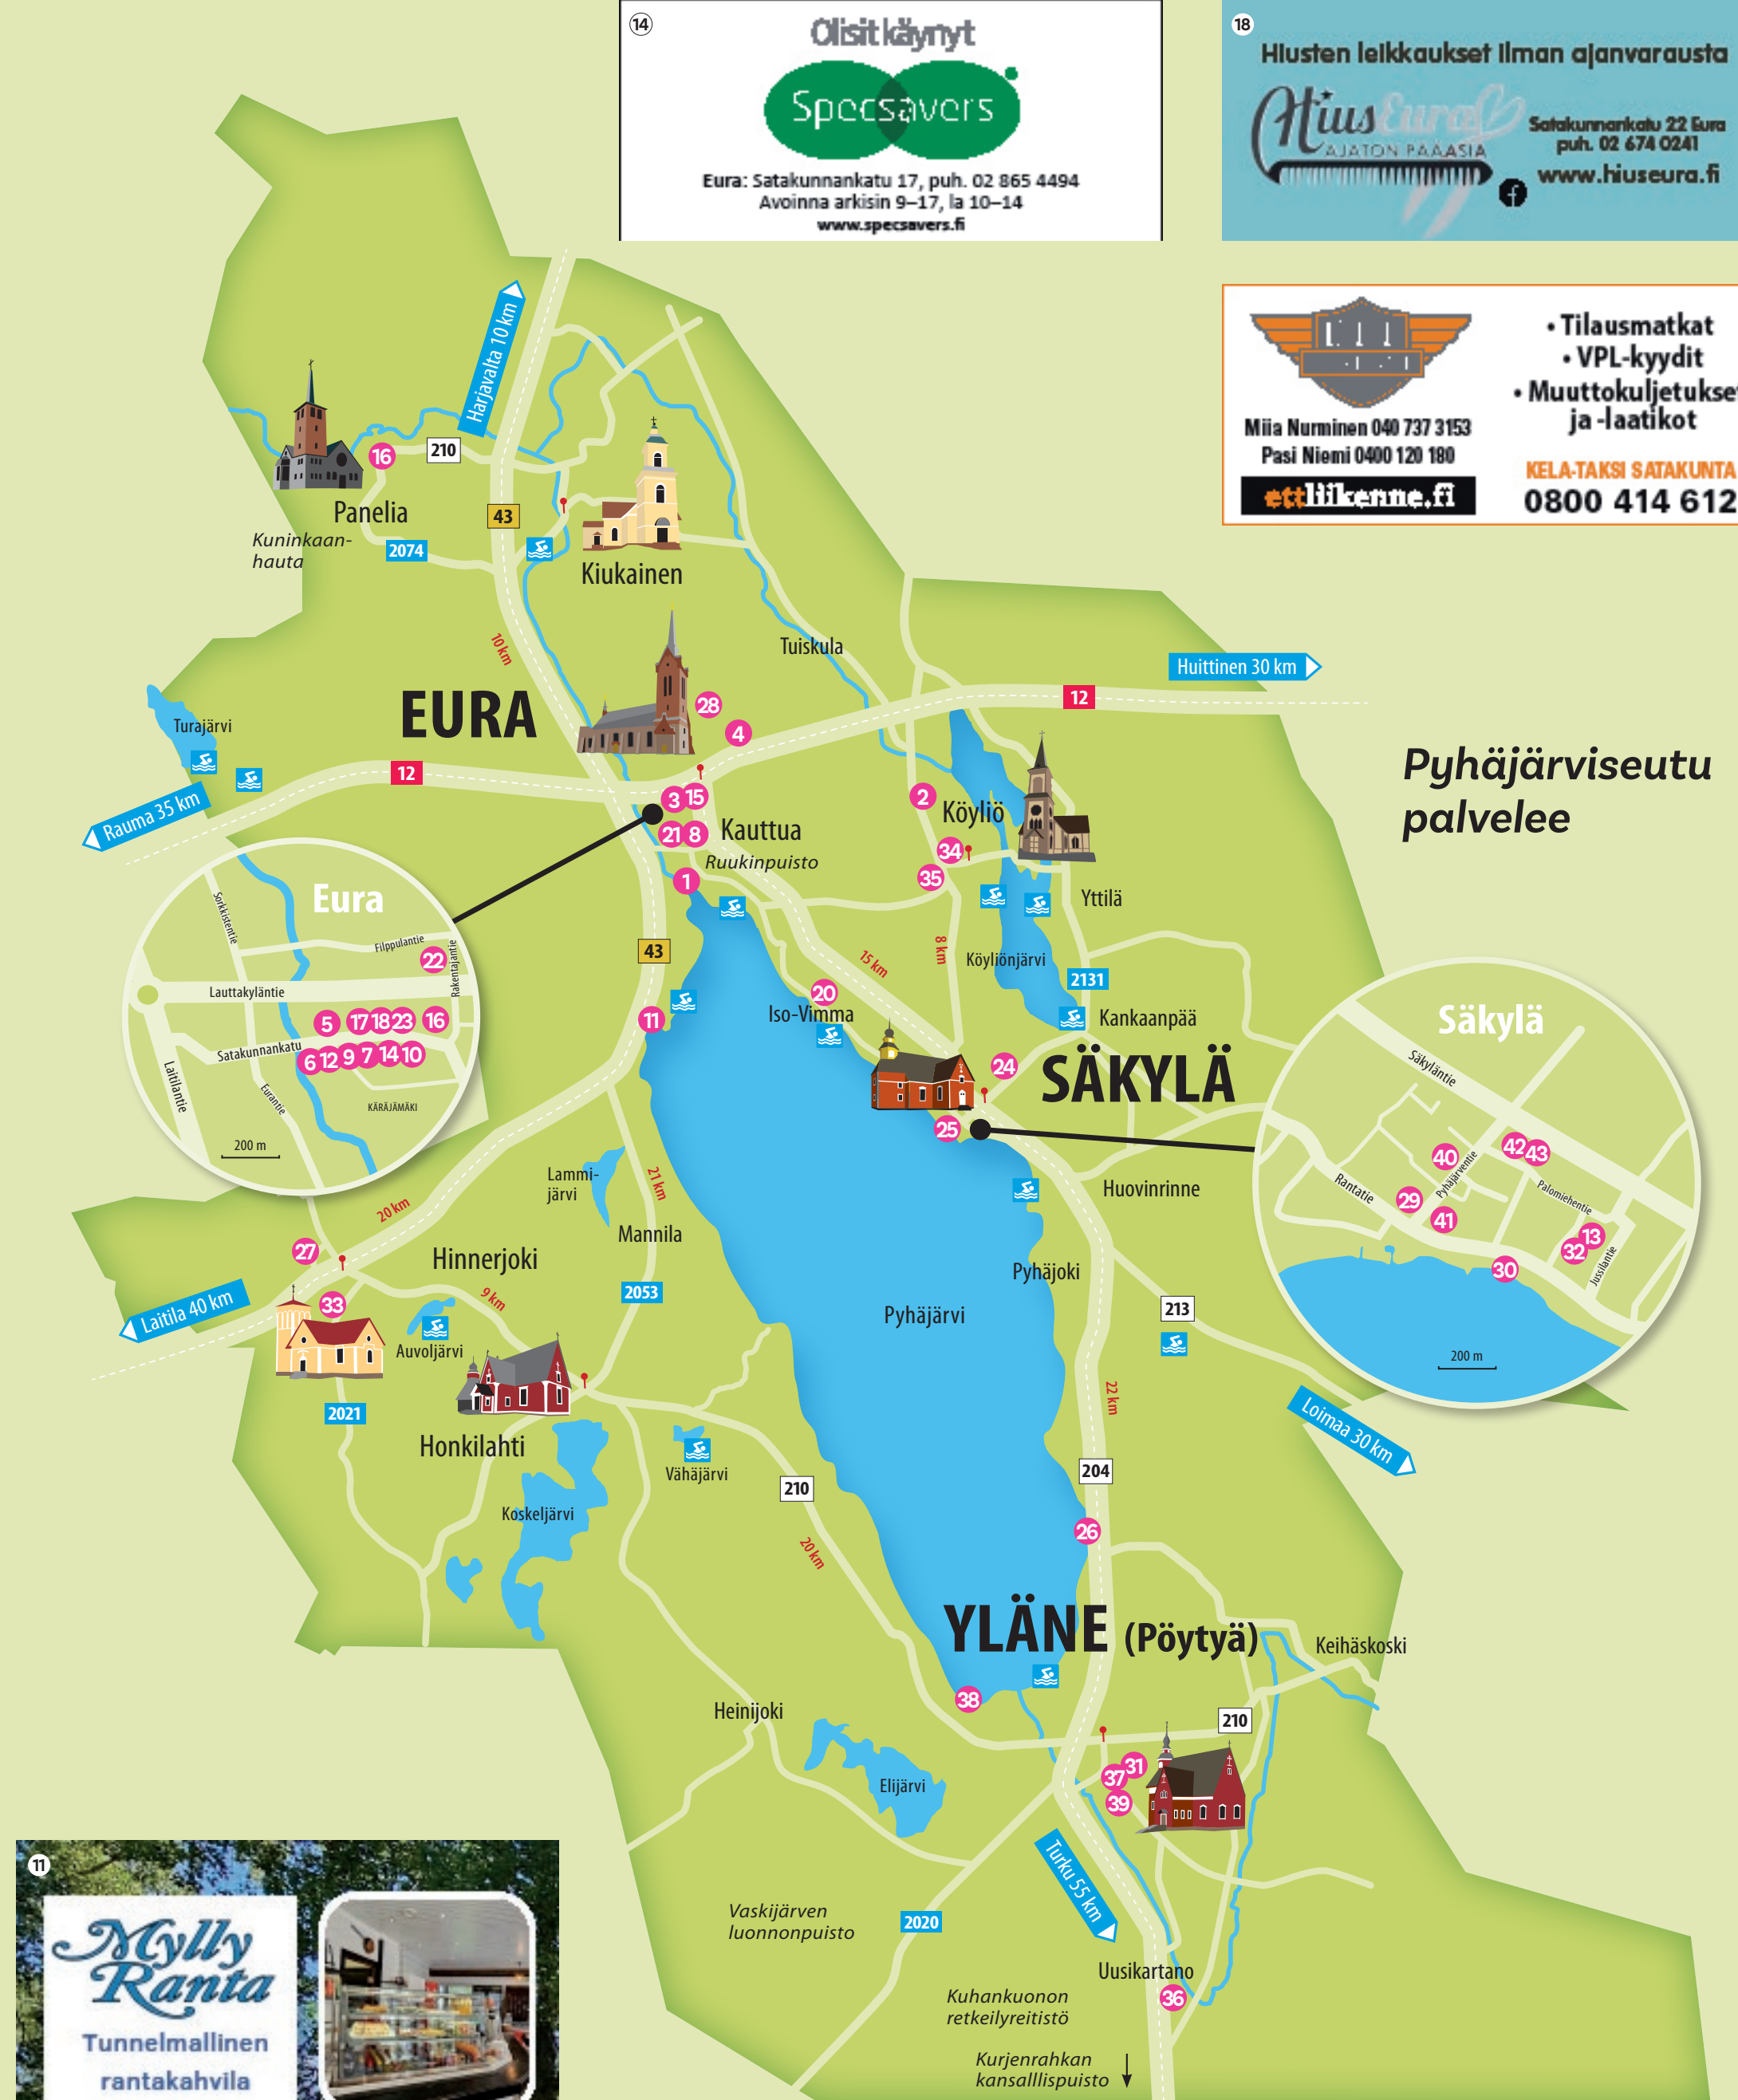 14
Olisit käynyt
Specsavers
Eura: Satakunnankatu 17, puh. 02 865 4494
Avoinna arkisin 9–17, la 10–14
www.specsavers.fi
18
Hiusten leikkaukset ilman ajanvarausta
HiusEura
AJATON PÄÄASIA
Satakunnankatu 22 Eura
puh. 02 674 0241
www.hiuseura.fi
• Tilausmatkat
• VPL-kyydit
• Muuttokuljetukset
ja -laatikot
Miia Nurminen 040 737 3153
Pasi Niemi 0400 120 180
ettliikenne.fi
KELA-TAKSI SATAKUNTA
0800 414 612
Pyhäjärviseutu
palvelee
Harjavalta 10 km
16
210
Panelia
43
Kuninkaan-
hauta
2074
Kiukainen
10 km
Tuiskula
Huittinen 30 km
12
EURA
28
4
Turajärvi
12
Rauma 35 km
3 15
21 8
Kauttua
Ruukinpuisto
1
2
Köyliö
34
35
Yttilä
43
15 km
8 km
Köyliönjärvi
2131
20
Iso-Vimma
11
Kankaanpää
24
SÄKYLÄ
25
Eura
Sorkkistentie
Filppulantie
22
Rakentajantie
Lauttakyläntie
5 17 18 23 16
Satakunnankatu
6 12 9 7 14 10
Laitilantie
Eurantie
KÄRÄJÄMÄKI
200 m
Säkylä
Säkyläntie
42 43
40
Pyhäjärventie
Rantatie
29
41
Palomiehentie
13
32
Jussilantie
30
200 m
Lammi-
järvi
21 km
Huovinrinne
20 km
Mannila
27
Hinnerjoki
Pyhäjoki
2053
9 km
Laitila 40 km
33
Pyhäjärvi
213
Auvoljärvi
22 km
2021
Loimaa 30 km
Honkilahti
Vähäjärvi
210
204
Koskeljärvi
26
20 km
YLÄNE (Pöytyä)
Keihäskoski
38
Heinijoki
210
Elijärvi
31
37
39
Turku 55 km
Vaskijärven
luonnonpuisto
2020
Uusikartano
36
Kuhankuonon
retkeilyreitistö
Kurjenrahkan
kansalllispuisto
11
Mylly
Ranta
Tunnelmallinen
rantakahvila